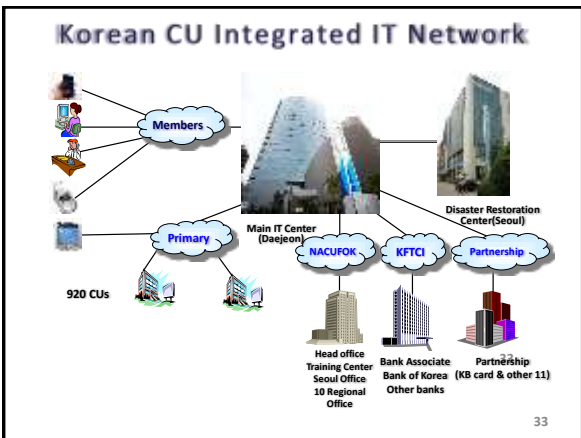 Korean CU Integrated IT Network
Members
Main IT Center
(Daejeon)
Disaster Restoration
Center(Seoul)
Primary
NACUFOK
KFTCI
Partnership
920 CUs
Head office
Training Center
Seoul Office
10 Regional
Office
Bank Associate
Bank of Korea
Other banks
33
Partnership
(KB card & other 11)
33